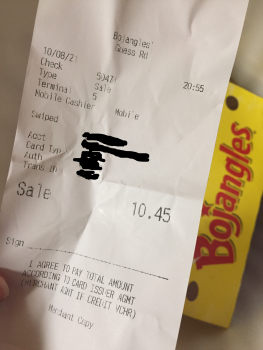 Bojangles'
Guess Rd
10/08/21 20:55
Check 50474
Type Sale
Terminal 5
Mobile Cashier Mobile
Swiped
Acct
Card Typ
Auth
Trans
Sale 10.45
Sign
I AGREE TO PAY TOTAL AMOUNT
ACCORDING TO CARD ISSUER AGMT
(MERCHANT AGMT IF CREDIT VCHR)
Merchant Copy
Bojangles